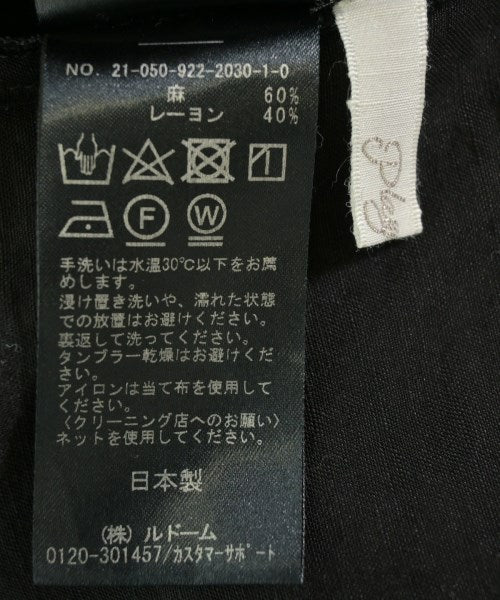 NO. 21-050-922-2030-1-0
麻 60%
レーヨン 40%
F
W
手洗いは水温30℃以下をお薦
めします。
浸け置き洗いや、濡れた状態
での放置はお避けください。
裏返して洗ってください。
タンブラー乾燥はお避けくだ
さい。
アイロンは当て布を使用して
ください。
〈クリーニング店へのお願い〉
ネットを使用してください。
日本製
(株) ルドーム
0120-301457/カスタマーサポート